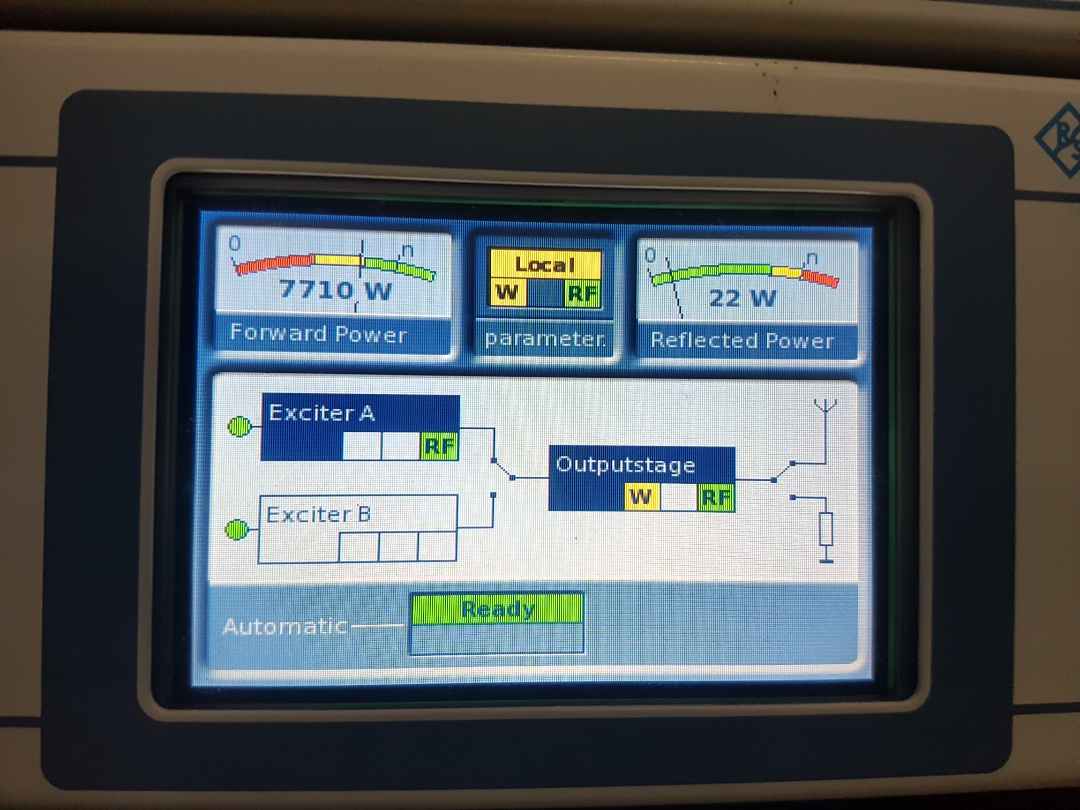 0
n
7710 W
Forward Power
Local
W
RF
parameter.
0
n
22 W
Reflected Power
Exciter A
RF
Exciter B
Outputstage
W
RF
Automatic
Ready
R
S